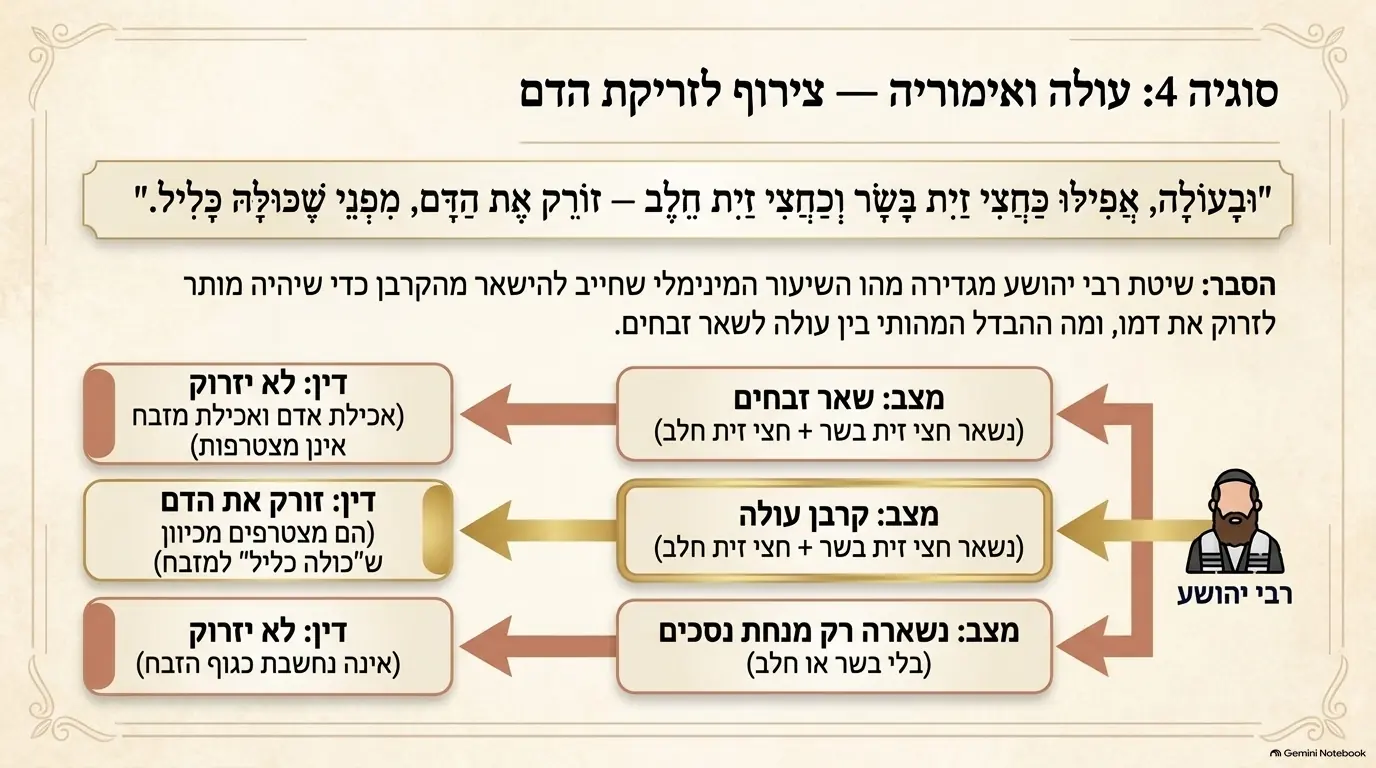 סוגיה 4: עולה ואימוריה — צירוף לזריקת הדם
"וּבָעוֹלָה, אֲפִילּוּ כַּחֲצִי זַיִת בָּשָׂר וְכַחֲצִי זַיִת חֵלֶב – זוֹרֵק אֶת הַדָּם, מִפְנֵי שֶׁכּוּלָּהּ כָּלִיל."
הסבר: שיטת רבי יהושע מגדירה מהו השיעור המינימלי שחייב להישאר מהקרבן כדי שיהיה מותר
לזרוק את דמו, ומה ההבדל המהותי בין עולה לשאר זבחים.
מצב: שאר זבחים
(נשאר חצי זית בשר + חצי זית חלב)
דין: לא יזרוק
(אכילת אדם ואכילת מזבח
אינן מצטרפות)
מצב: קרבן עולה
(נשאר חצי זית בשר + חצי זית חלב)
דין: זורק את הדם
(הם מצטרפים מכיוון
ש"כולה כליל" למזבח)
מצב: נשארה רק מנחת נסכים
(בלי בשר או חלב)
דין: לא יזרוק
(אינה נחשבת כגוף הזבח)
רבי יהושע
Gemini Notebook